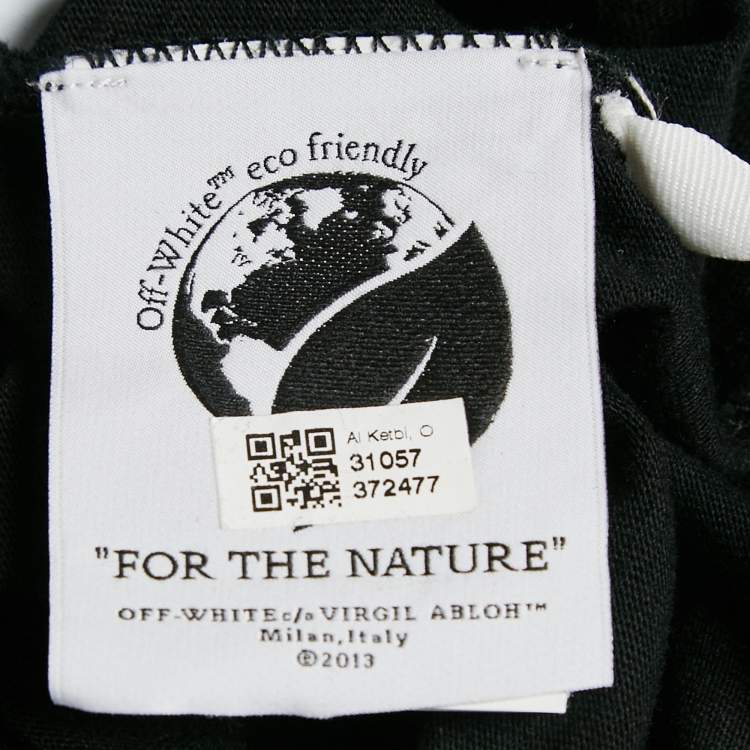 Off-White™ eco friendly
Al Ketbi, O
31057
372477
"FOR THE NATURE"
OFF-WHITE c/o VIRGIL ABLOH™
Milan, Italy
©2013